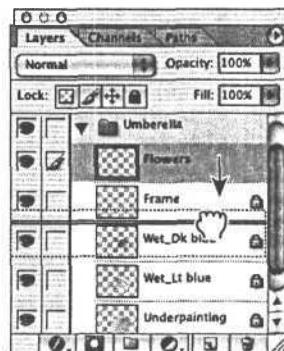 Layers Channels Paths
Normal Opacity: 100%
Lock: Fill: 100%
Umberella
Flowers
Frame
Wet_Dk blue
Wet_Lt blue
Underpainting